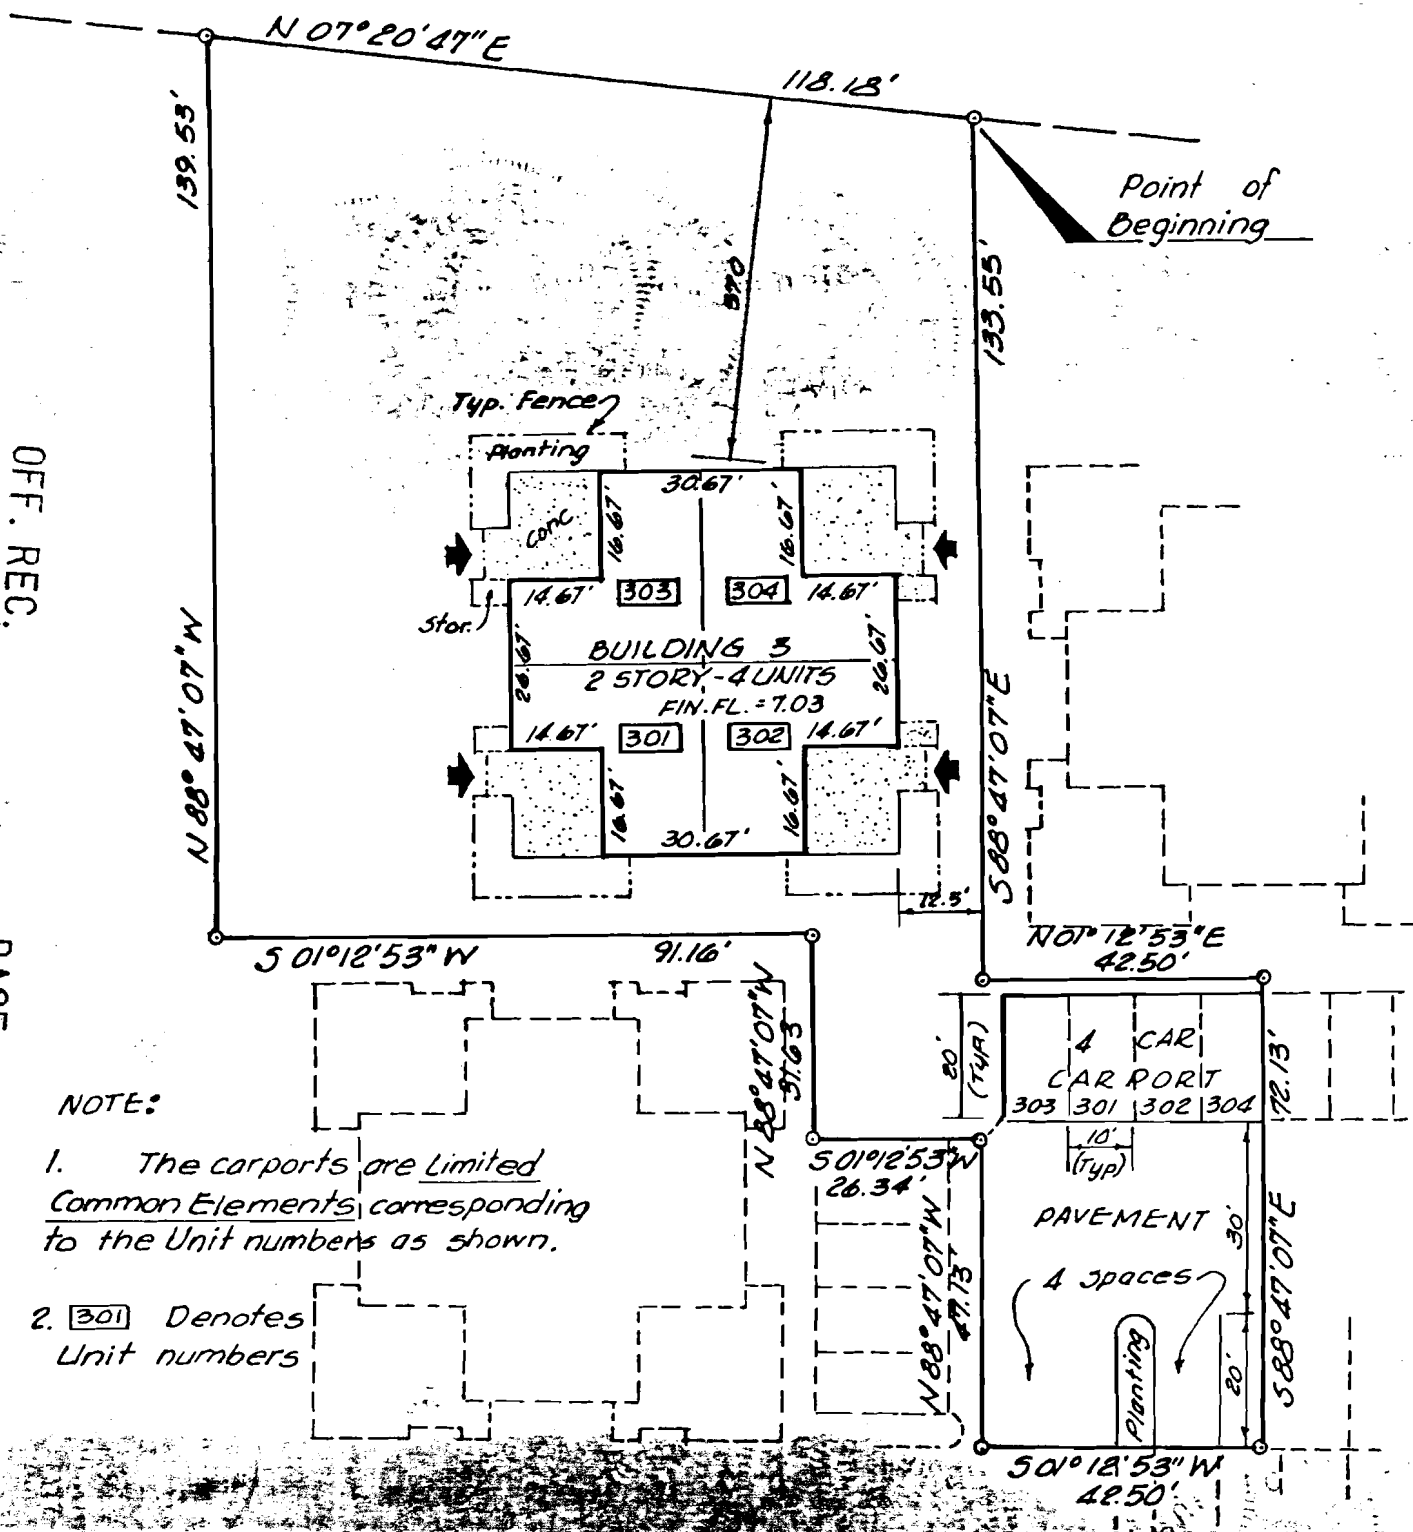 N 07°20'47"E
118.18'
139.53'
Point of
Beginning
133.55'
Typ. Fence
Planting
30.67'
conc.
16.67'
16.67'
14.67'
303
304
14.67'
Stor.
26.67'
BUILDING 3
2 STORY-4 UNITS
FIN. FL. = 7.03
26.67'
14.67'
301
302
14.67'
16.67'
16.67'
30.67'
N 88°47'07"W
S 88°47'07"E
12.5'
S 01°12'53"W
91.16'
N 01°12'53"E
42.50'
OFF. REC.
N 88°47'07"W
31.63
20'
(TYP.)
4 CAR
CAR PORT
303 301 302 304
72.13'
10'
(Typ)
NOTE:
1. The carports are Limited
Common Elements corresponding
to the Unit numbers as shown.
2. 301 Denotes
Unit numbers
S 01°12'53"W
26.34'
PAVEMENT
30'
4 Spaces
N 88°47'07"W
47.73'
S 88°47'07"E
Planting
20'
S 01°12'53"W
42.50'